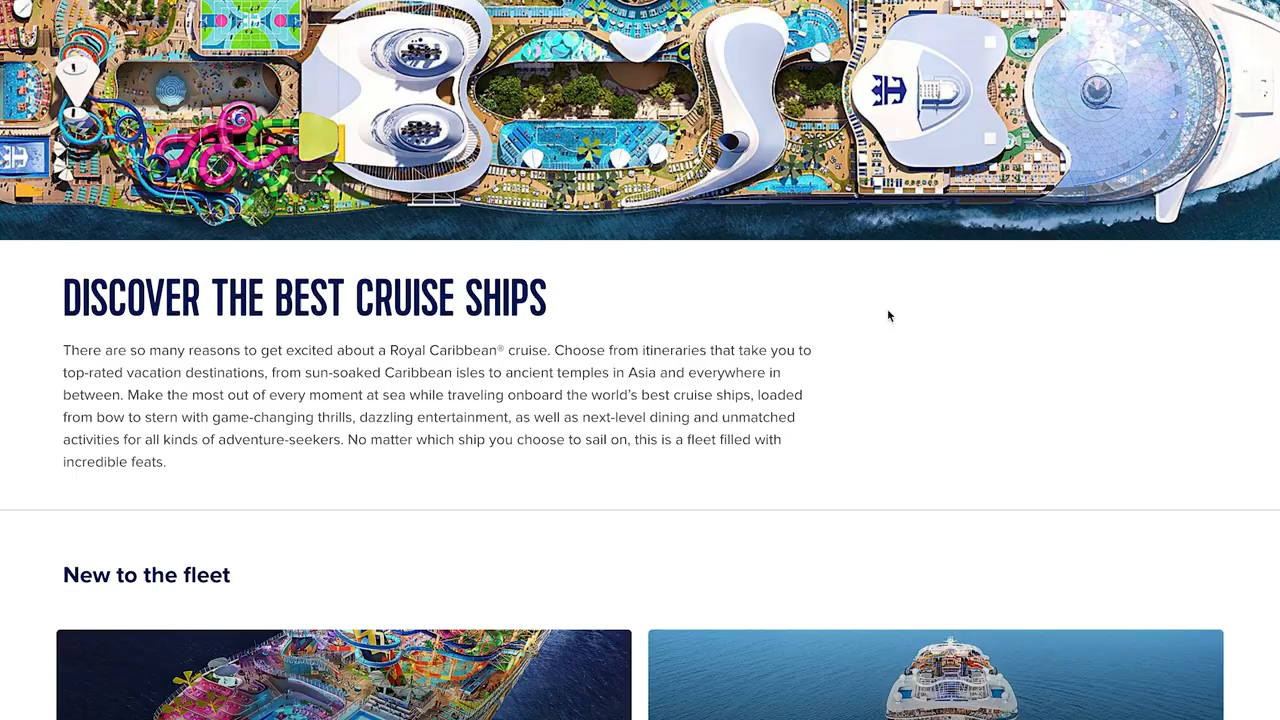 DISCOVER THE BEST CRUISE SHIPS
There are so many reasons to get excited about a Royal Caribbean® cruise. Choose from itineraries that take you to
top-rated vacation destinations, from sun-soaked Caribbean isles to ancient temples in Asia and everywhere in
between. Make the most out of every moment at sea while traveling onboard the world's best cruise ships, loaded
from bow to stern with game-changing thrills, dazzling entertainment, as well as next-level dining and unmatched
activities for all kinds of adventure-seekers. No matter which ship you choose to sail on, this is a fleet filled with
incredible feats.
New to the fleet